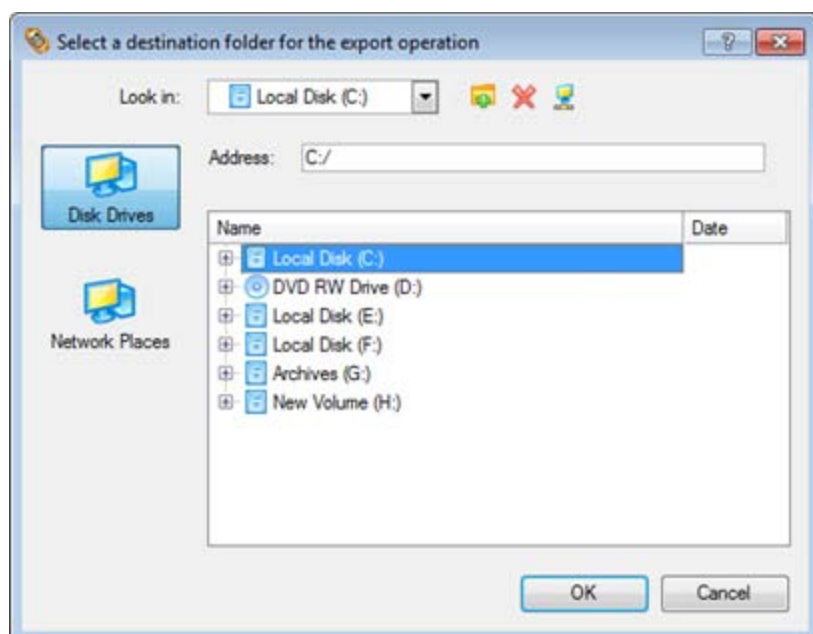 Select a destination folder for the export operation
Look in: Local Disk (C:)
Address: C:/
Disk Drives
Network Places
Name Date
Local Disk (C:)
DVD RW Drive (D:)
Local Disk (E:)
Local Disk (F:)
Archives (G:)
New Volume (H:)
OK Cancel